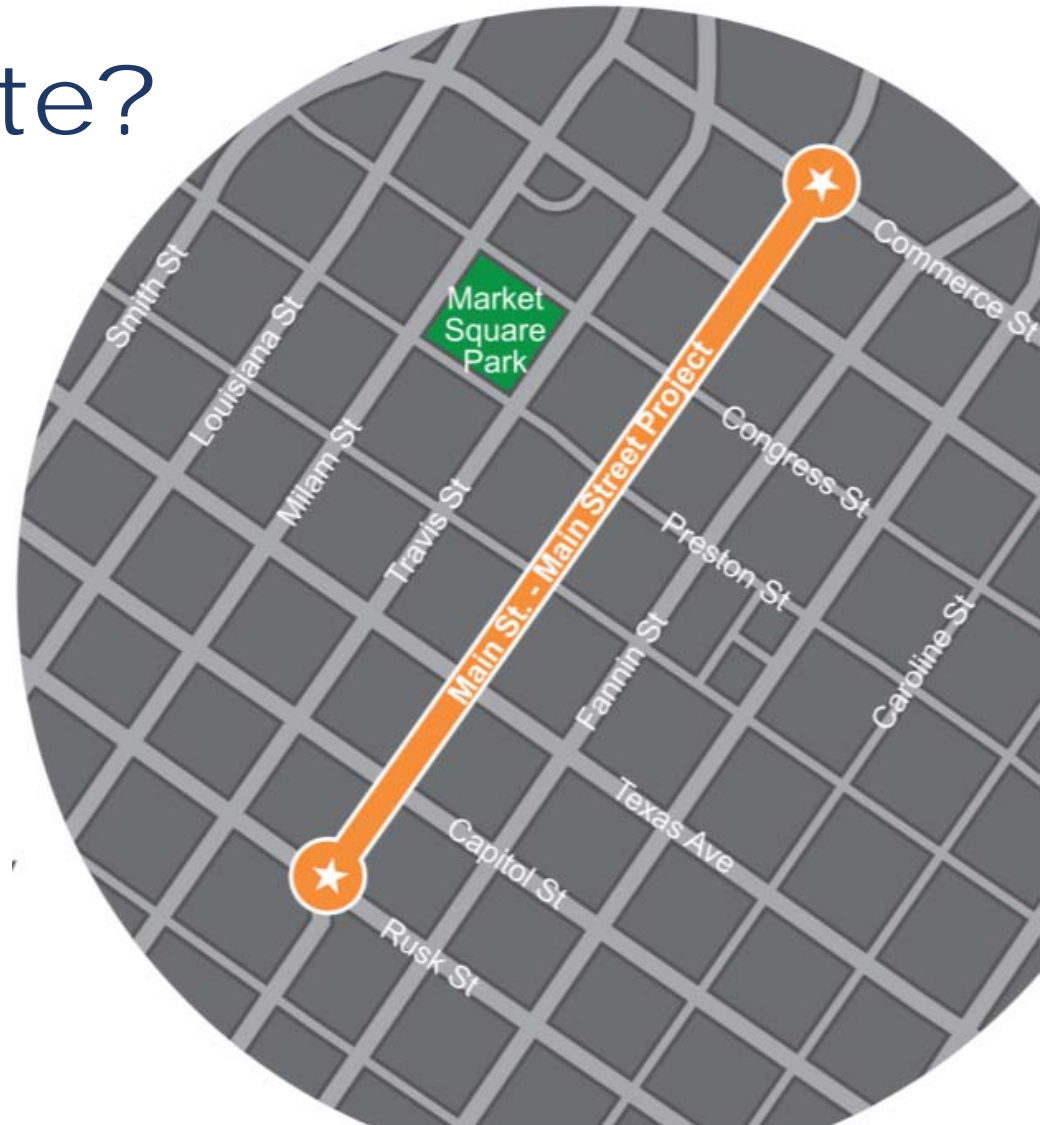 te?
Commerce St
Market
Square
Park
Smith St
Louisiana St
Milam St
Travis St
Main St. - Main Street Project
Congress St
Preston St
Fannin St
Caroline St
Texas Ave
Capitol St
Rusk St